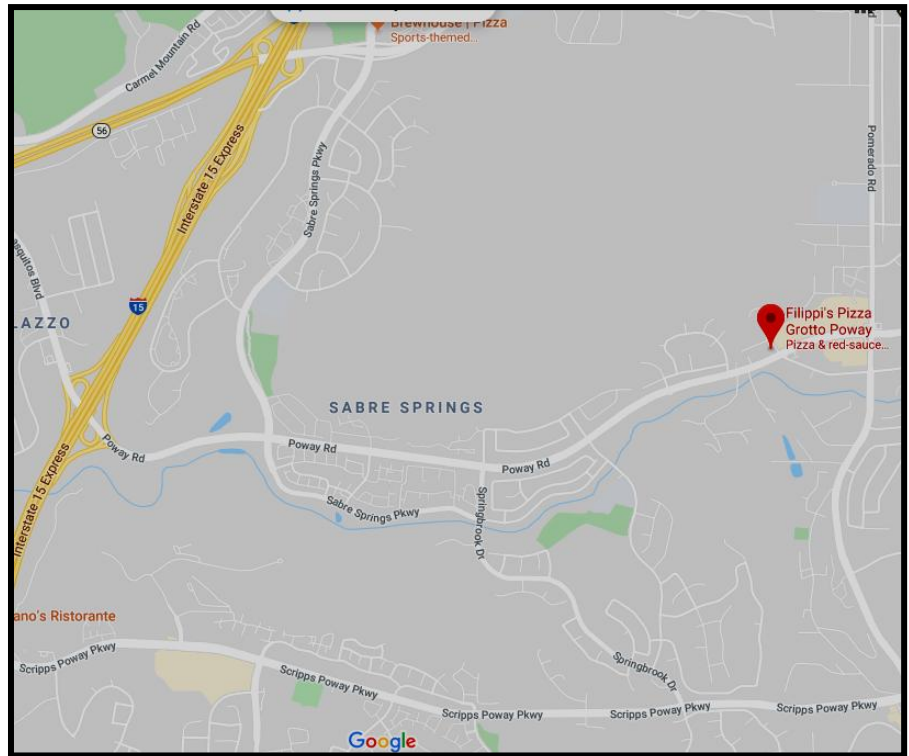 Brewhouse | Pizza
Sports-themed...
Carmel Mountain Rd
56
Interstate 15 Express
Sabre Springs Pkwy
Pomerado Rd
asquitos Blvd
15
LAZZO
Filippi's Pizza
Grotto Poway
Pizza & red-sauce...
SABRE SPRINGS
Poway Rd
Poway Rd
Poway Rd
Interstate 15 Express
Sabre Springs Pkwy
Springbrook Dr
ano's Ristorante
Scripps Poway Pkwy
Scripps Poway Pkwy
Springbrook Dr
Scripps Poway Pkwy
Scripps Poway Pkwy
Scripps Poway Pkwy
Google